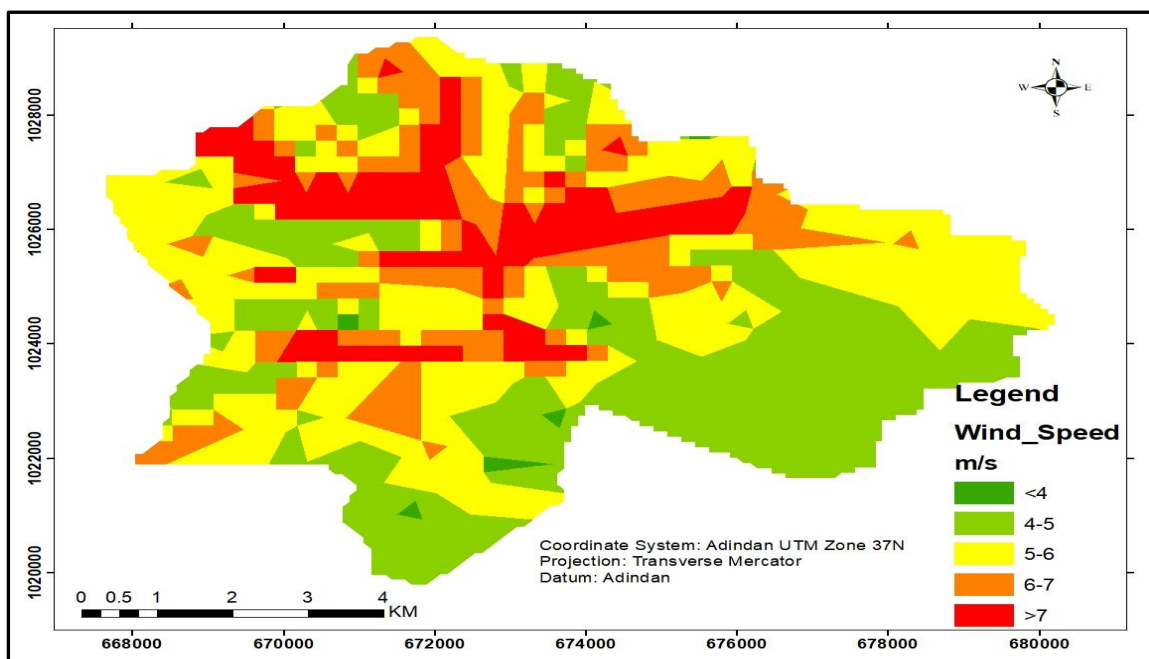 N
W E
S
1028000
1026000
1024000
1022000
1020000
Legend
Wind_Speed
m/s
<4
4-5
5-6
6-7
>7
Coordinate System: Adindan UTM Zone 37N
Projection: Transverse Mercator
Datum: Adindan
0 0.5 1 2 3 4
KM
668000 670000 672000 674000 676000 678000 680000